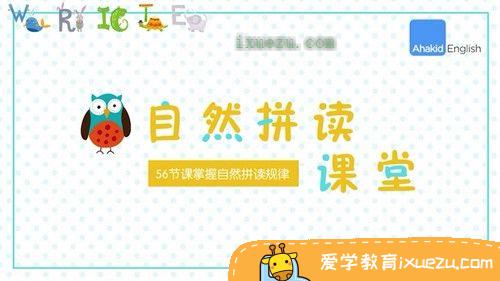 W RY IG J E
ixuezu.com
Ahakid English
自然拼读
课堂
56节课掌握自然拼读规律
爱学教育ixuezu.com